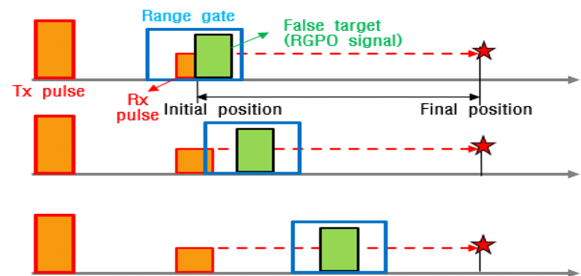 Range gate
False target
(RGPO signal)
Tx pulse
Rx
pulse
Initial position
Final position